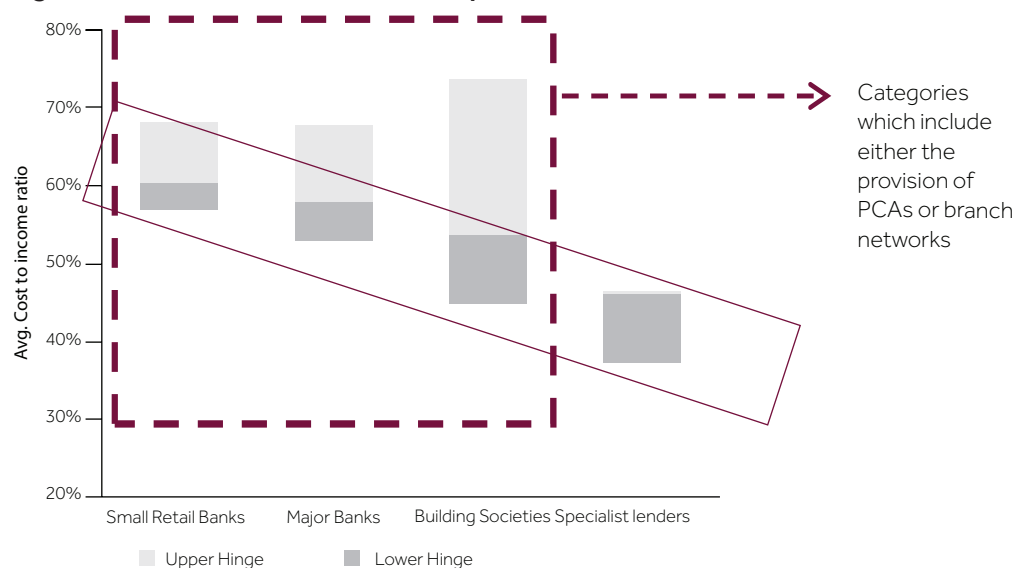 80%
70%
60%
50%
40%
30%
20%
Avg. Cost to income ratio
Small Retail Banks
Major Banks
Building Societies
Specialist lenders
Upper Hinge
Lower Hinge
Categories
which include
either the
provision of
PCAs or branch
networks